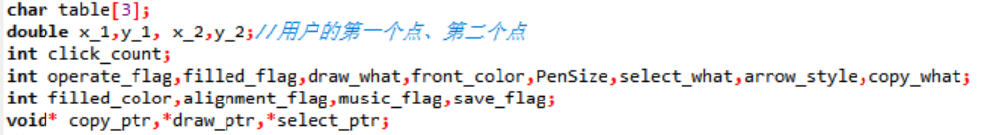 char table[3];
double x_1,y_1, x_2,y_2;//用户的第一个点、第二个点
int click_count;
int operate_flag,filled_flag,draw_what,front_color,PenSize,select_what,arrow_style,copy_what;
int filled_color,alignment_flag,music_flag,save_flag;
void* copy_ptr,*draw_ptr,*select_ptr;